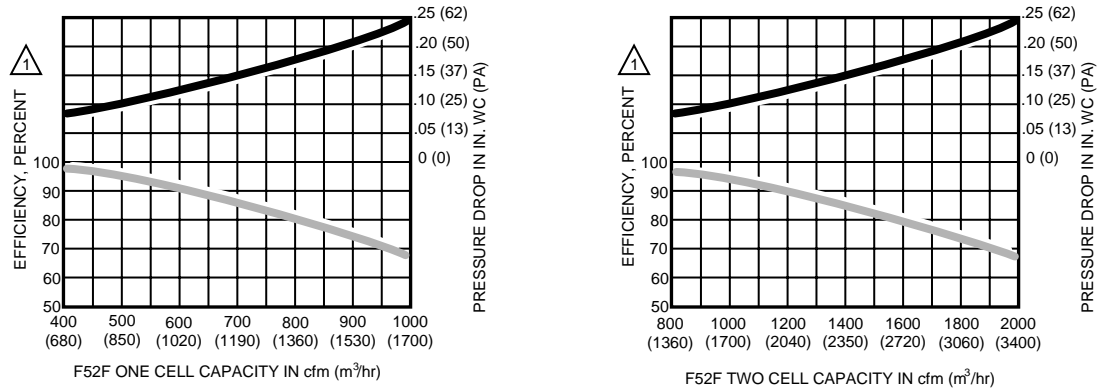 .25 (62)
.20 (50)
.15 (37)
.10 (25)
.05 (13)
0 (0)
1
EFFICIENCY, PERCENT
PRESSURE DROP IN IN. WC (PA)
100
90
80
70
60
50
400 500 600 700 800 900 1000
(680) (850) (1020) (1190) (1360) (1530) (1700)
F52F ONE CELL CAPACITY IN cfm (m³/hr)
.25 (62)
.20 (50)
.15 (37)
.10 (25)
.05 (13)
0 (0)
1
EFFICIENCY, PERCENT
PRESSURE DROP IN IN. WC (PA)
100
90
80
70
60
50
800 1000 1200 1400 1600 1800 2000
(1360) (1700) (2040) (2350) (2720) (3060) (3400)
F52F TWO CELL CAPACITY IN cfm (m³/hr)